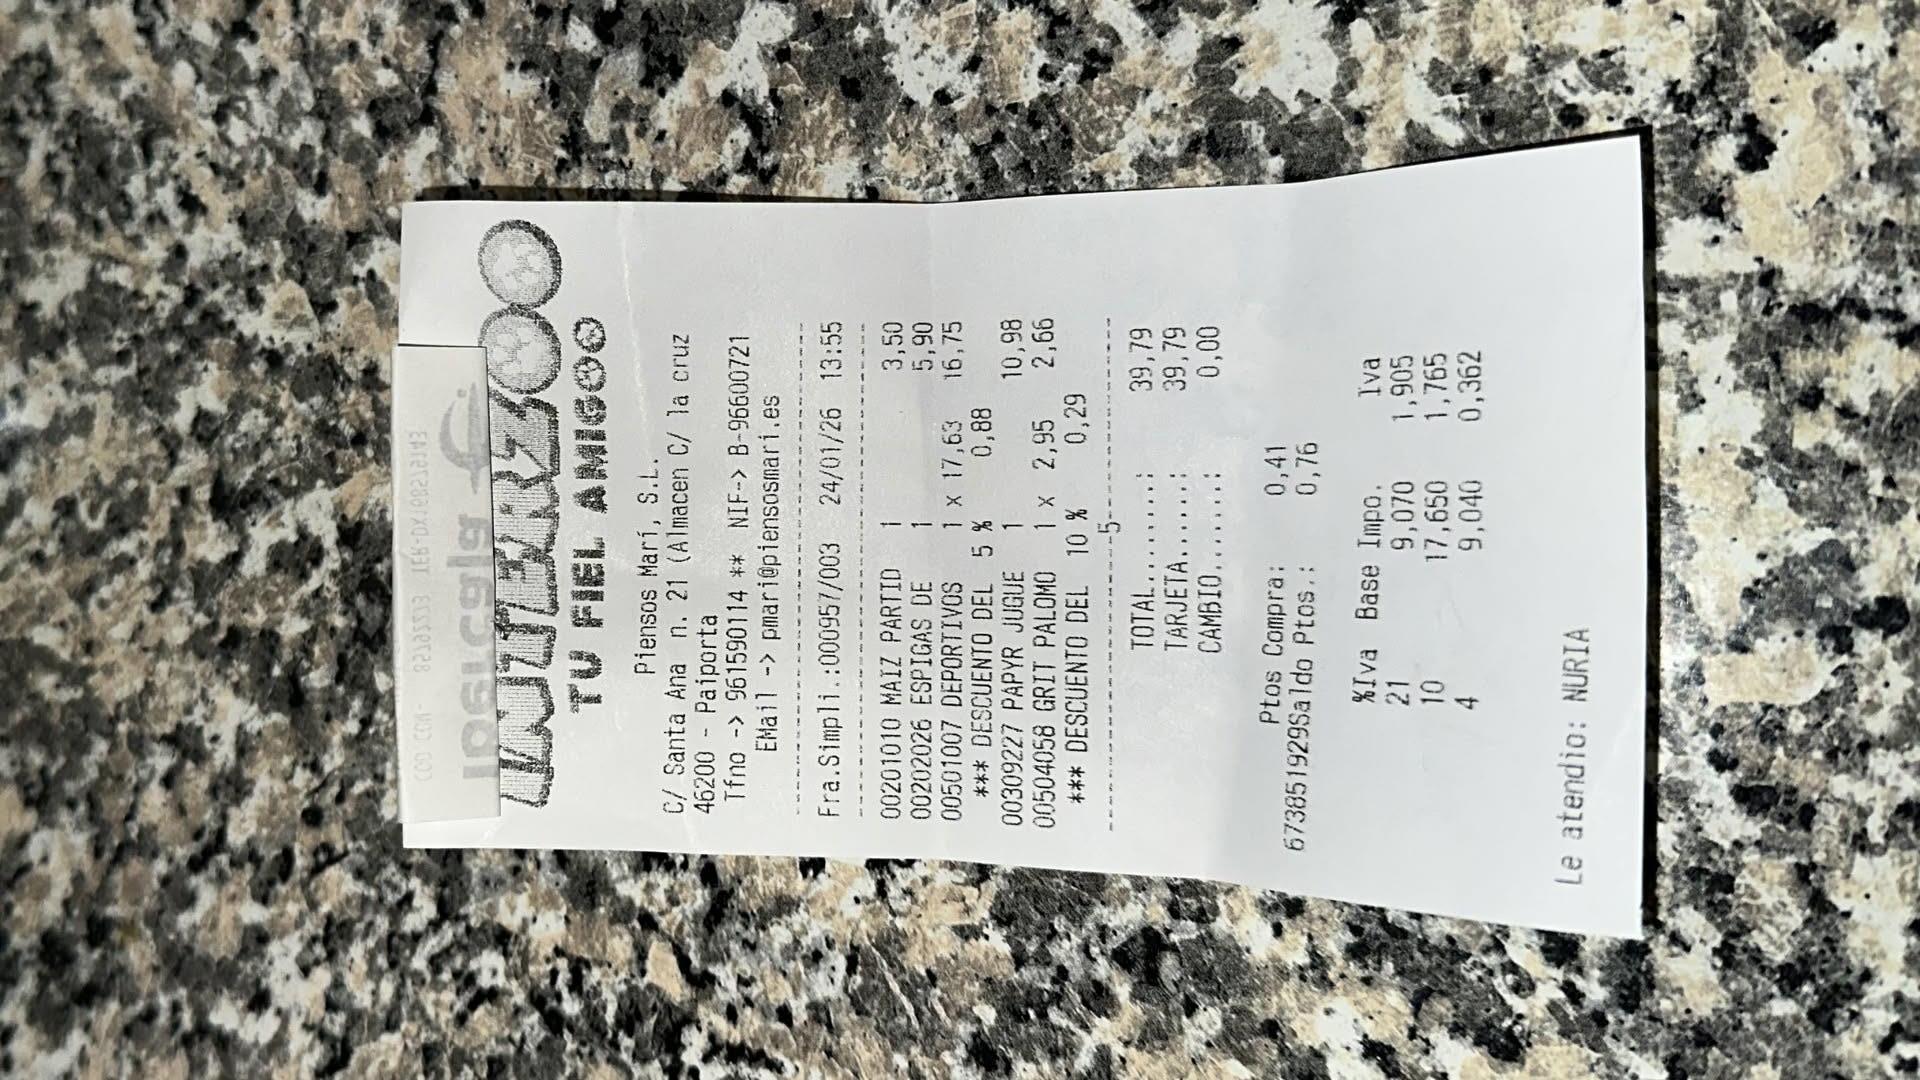 INTERZOO
TU FIEL AMIGOO
Piensos Marí, S.L.
C/ Santa Ana n. 21 (Almacen C/ la cruz
46200 - Paiporta
Tfno -> 961590114 ** NIF-> B-96600721
EMail -> pmari@piensosmari.es
Fra.Simpli.:000957/003 24/01/26 13:55
00201010 MAIZ PARTID 1 3,50
00202026 ESPIGAS DE 1 5,90
00501007 DEPORTIVOS 1 x 17,63 16,75
*** DESCUENTO DEL 5 % 0,88
00309227 PAPYR JUGUE 1 10,98
00504058 GRIT PALOMO 1 x 2,95 2,66
*** DESCUENTO DEL 10 % 0,29
5
TOTAL.........: 39,79
TARJETA.......: 39,79
CAMBIO........: 0,00
Ptos Compra: 0,41
673851929Saldo Ptos.: 0,76
%Iva Base Impo. Iva
21 9,070 1,905
10 17,650 1,765
4 9,040 0,362
Le atendio: NURIA